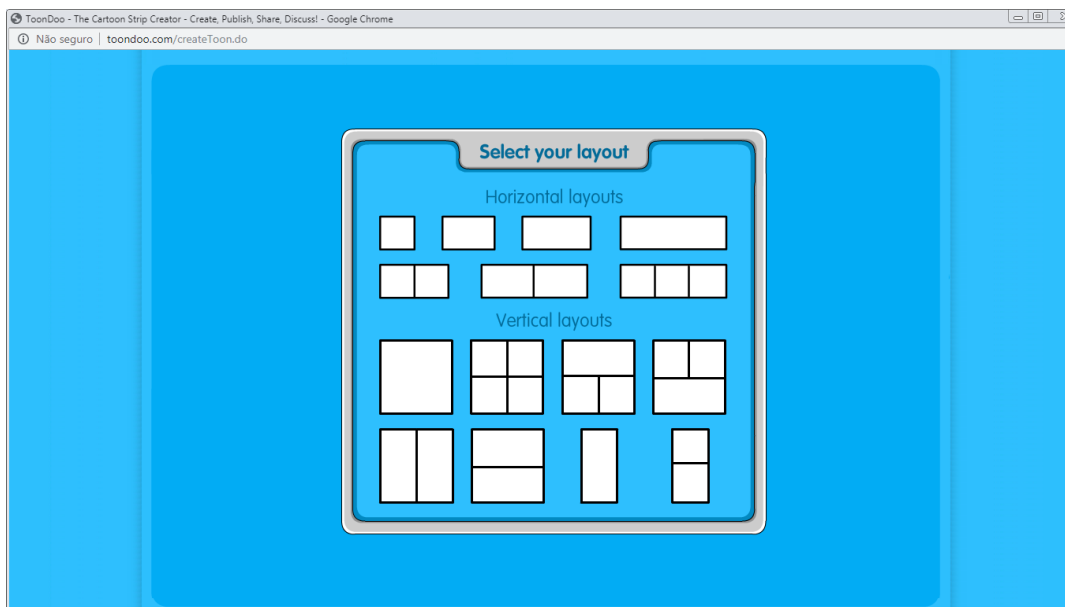 ToonDoo - The Cartoon Strip Creator - Create, Publish, Share, Discuss! - Google Chrome
Não seguro | toondoo.com/createToon.do
Select your layout
Horizontal layouts
Vertical layouts